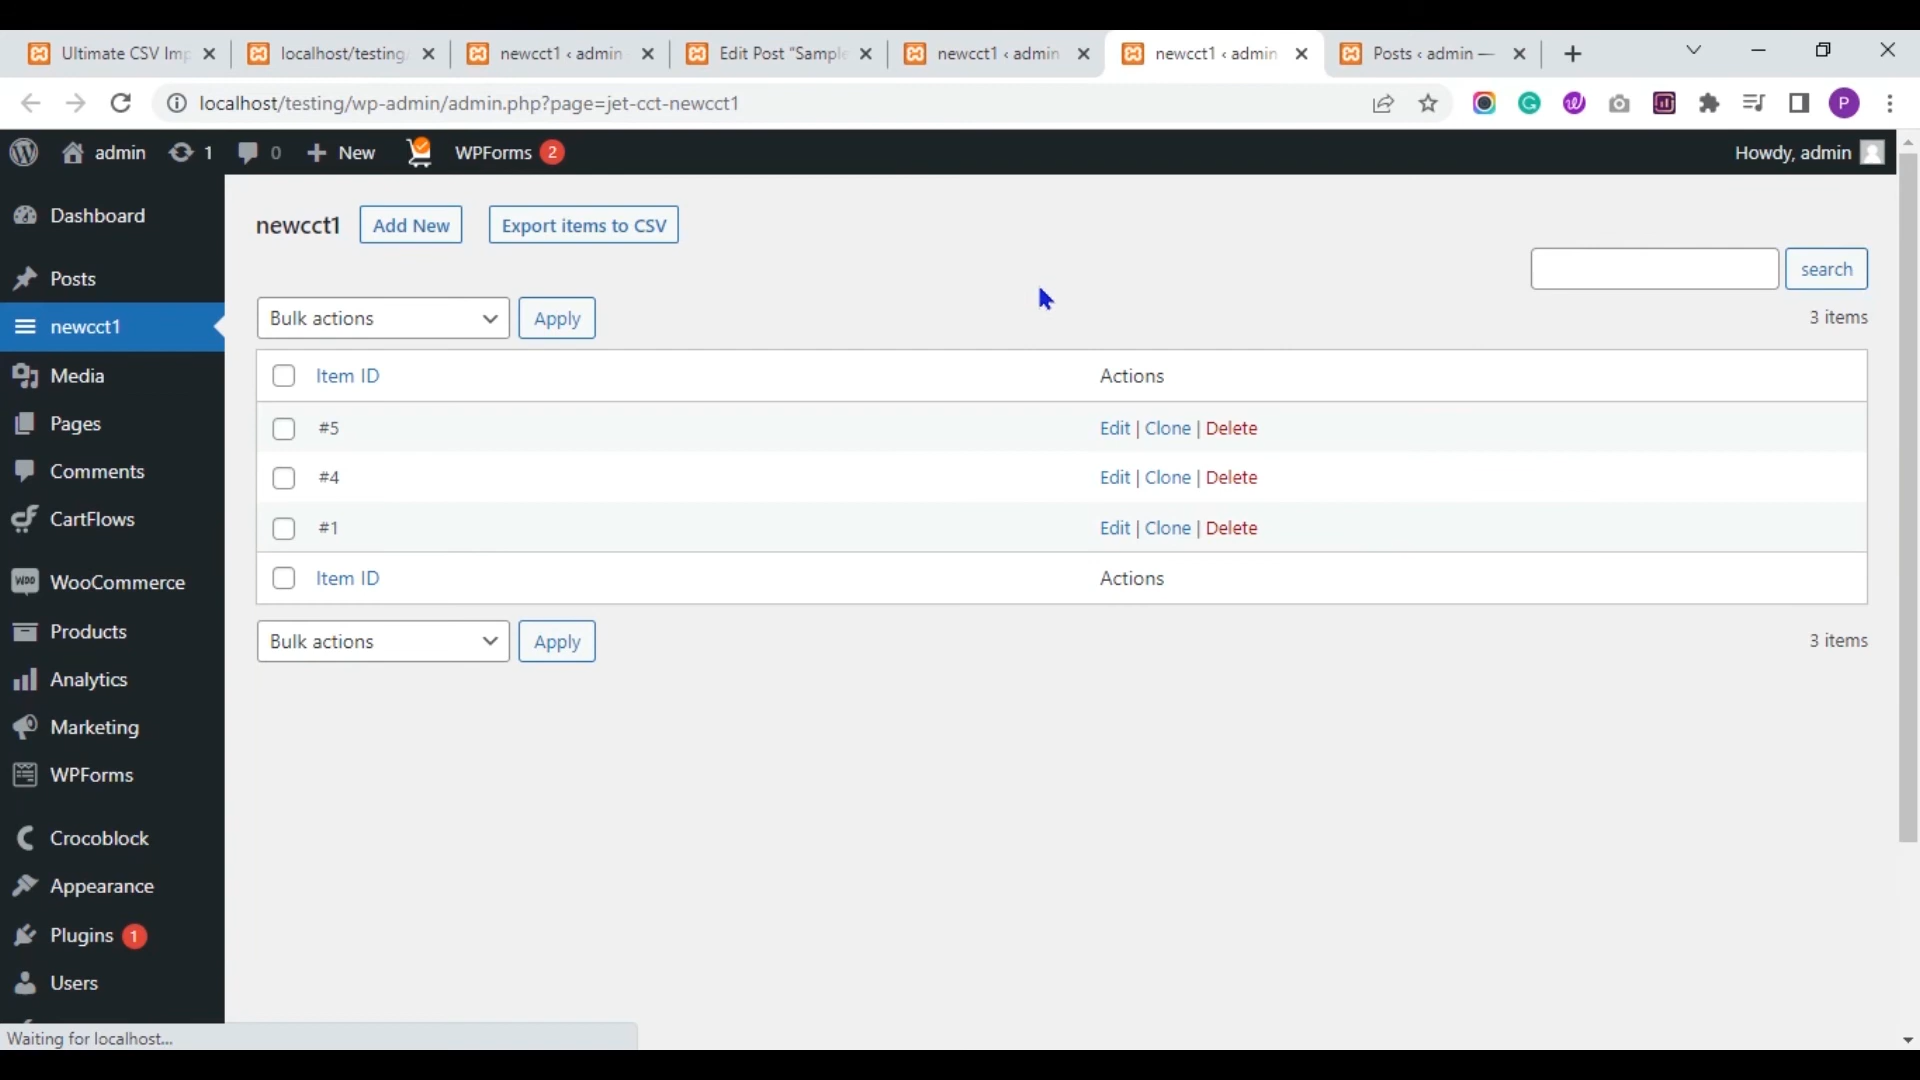 Ultimate CSV Imp
localhost/testing
newcct1 ‹ admin
Edit Post "Sample
newcct1 ‹ admin
newcct1 ‹ admin
Posts ‹ admin —
localhost/testing/wp-admin/admin.php?page=jet-cct-newcct1
P
admin
1
0
New
WPForms 2
Howdy, admin
Dashboard
Posts
newcct1
Media
Pages
Comments
CartFlows
WooCommerce
Products
Analytics
Marketing
WPForms
Crocoblock
Appearance
Plugins 1
Users
newcct1 Add New Export items to CSV
search
Bulk actions Apply 3 items
Item ID Actions
#5 Edit | Clone | Delete
#4 Edit | Clone | Delete
#1 Edit | Clone | Delete
Item ID Actions
Bulk actions Apply 3 items
Waiting for localhost...